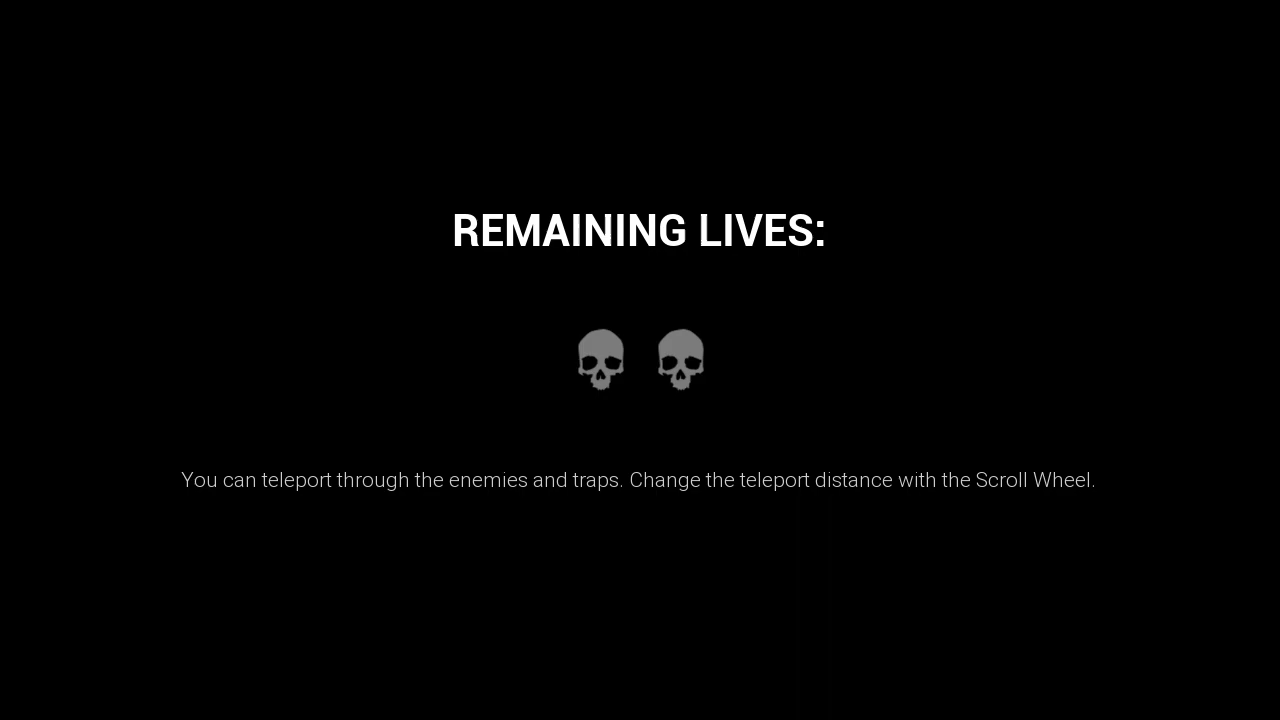 REMAINING LIVES:
You can teleport through the enemies and traps. Change the teleport distance with the Scroll Wheel.